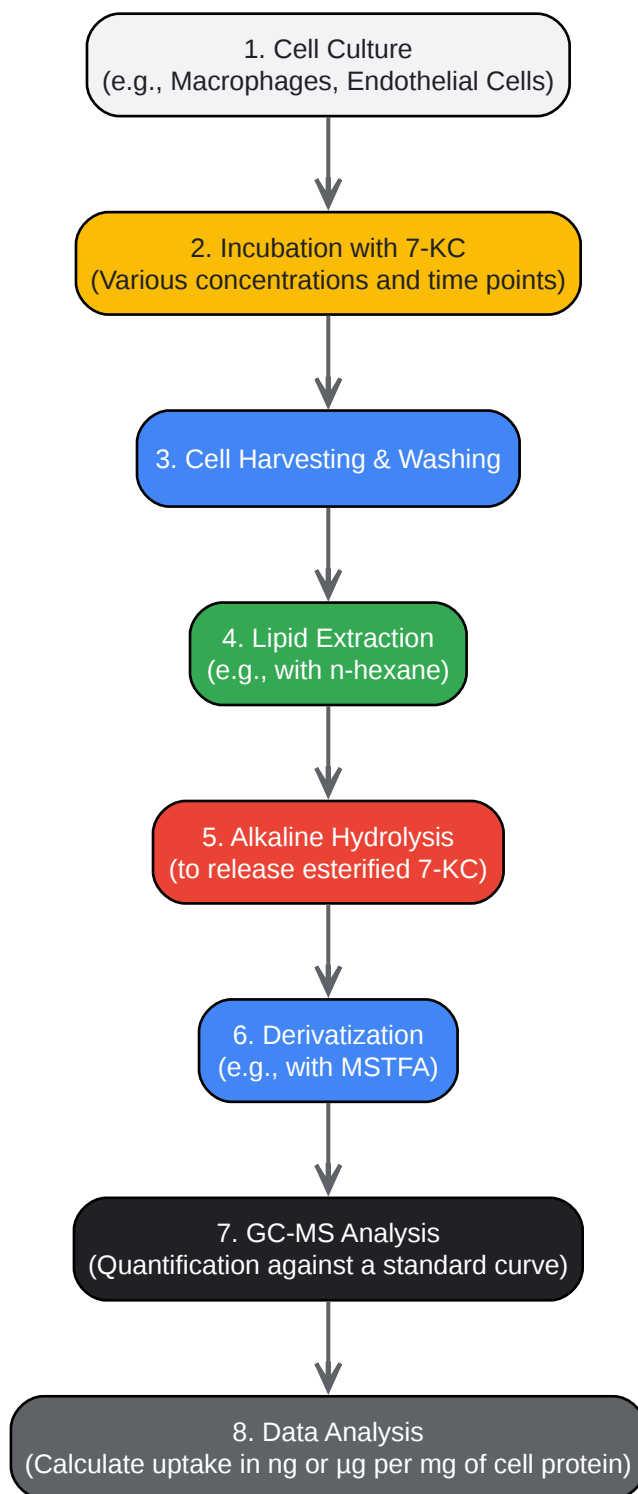 1. Cell Culture
(e.g., Macrophages, Endothelial Cells)
2. Incubation with 7-KC
(Various concentrations and time points)
3. Cell Harvesting & Washing
4. Lipid Extraction
(e.g., with n-hexane)
5. Alkaline Hydrolysis
(to release esterified 7-KC)
6. Derivatization
(e.g., with MSTFA)
7. GC-MS Analysis
(Quantification against a standard curve)
8. Data Analysis
(Calculate uptake in ng or µg per mg of cell protein)